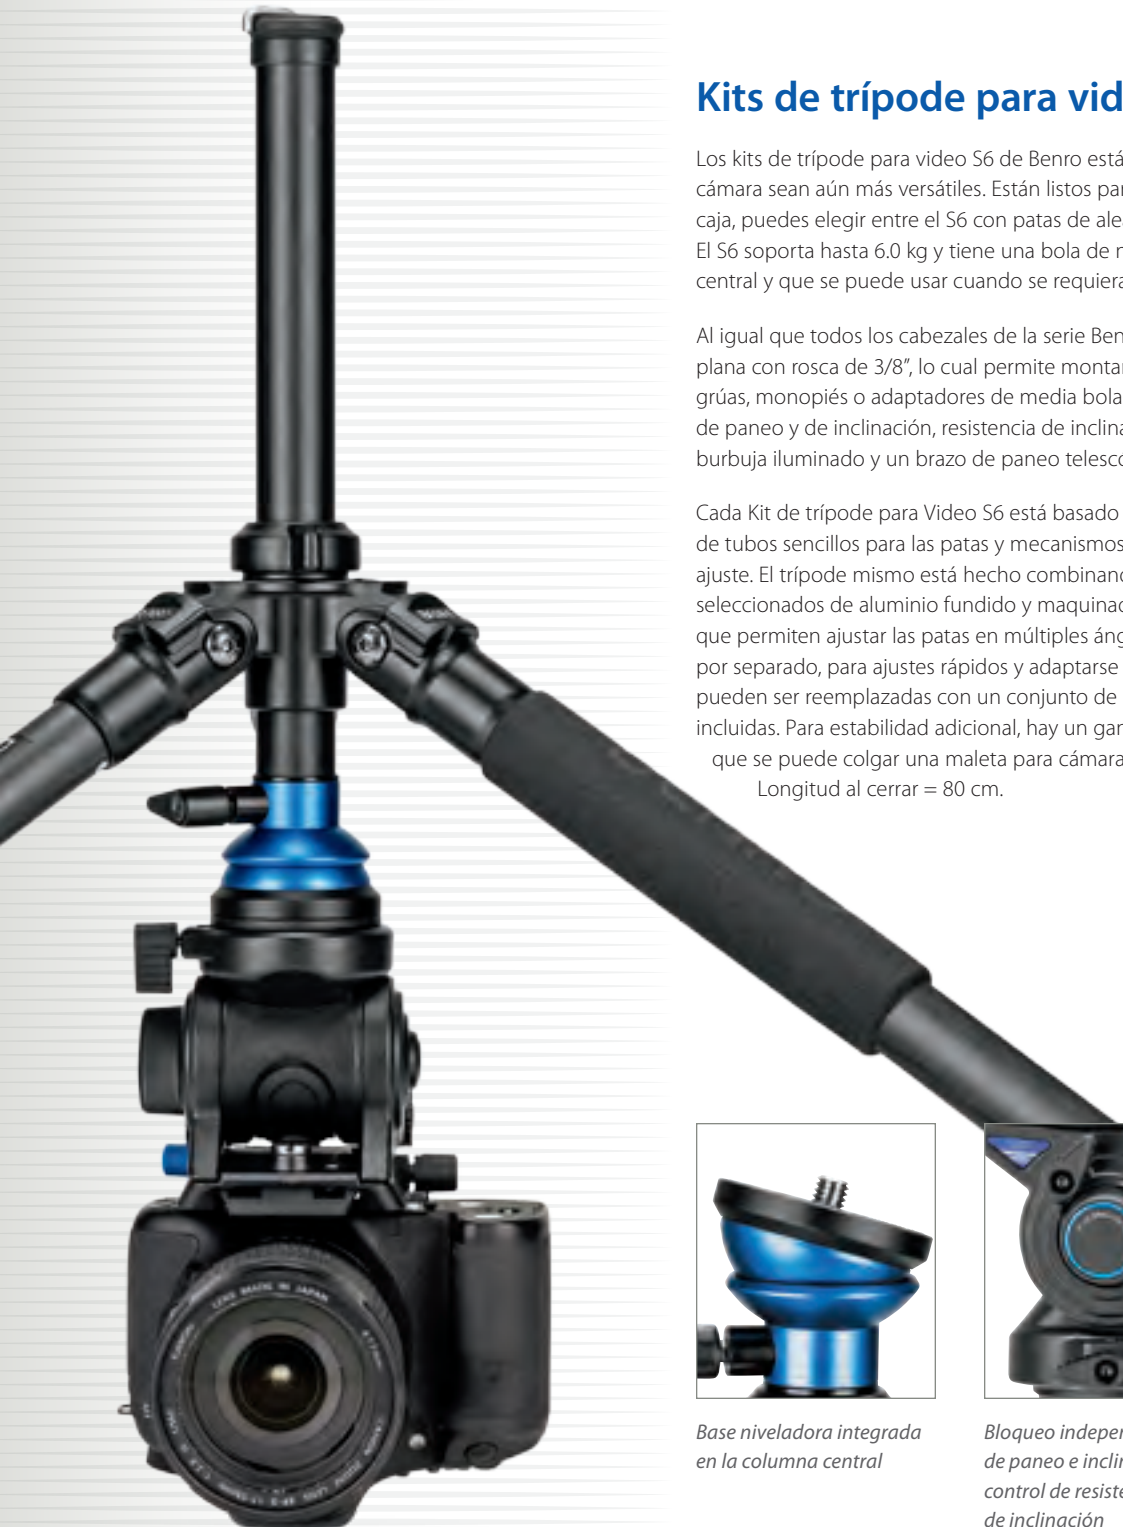 Kits de trípode para vid
Los kits de trípode para video S6 de Benro está
cámara sean aún más versátiles. Están listos par
caja, puedes elegir entre el S6 con patas de alea
El S6 soporta hasta 6.0 kg y tiene una bola de n
central y que se puede usar cuando se requiera
Al igual que todos los cabezales de la serie Ben
plana con rosca de 3/8”, lo cual permite montar
grúas, monopiés o adaptadores de media bola
de paneo y de inclinación, resistencia de inclina
burbuja iluminado y un brazo de paneo telesco
Cada Kit de trípode para Video S6 está basado
de tubos sencillos para las patas y mecanismos
ajuste. El trípode mismo está hecho combinand
seleccionados de aluminio fundido y maquinad
que permiten ajustar las patas en múltiples áng
por separado, para ajustes rápidos y adaptarse
pueden ser reemplazadas con un conjunto de
incluidas. Para estabilidad adicional, hay un gan
que se puede colgar una maleta para cámara
Longitud al cerrar = 80 cm.
LENS MADE IN JAPAN
CANON
Base niveladora integrada
en la columna central
Bloqueo indepen
de paneo e inclin
control de resiste
de inclinación